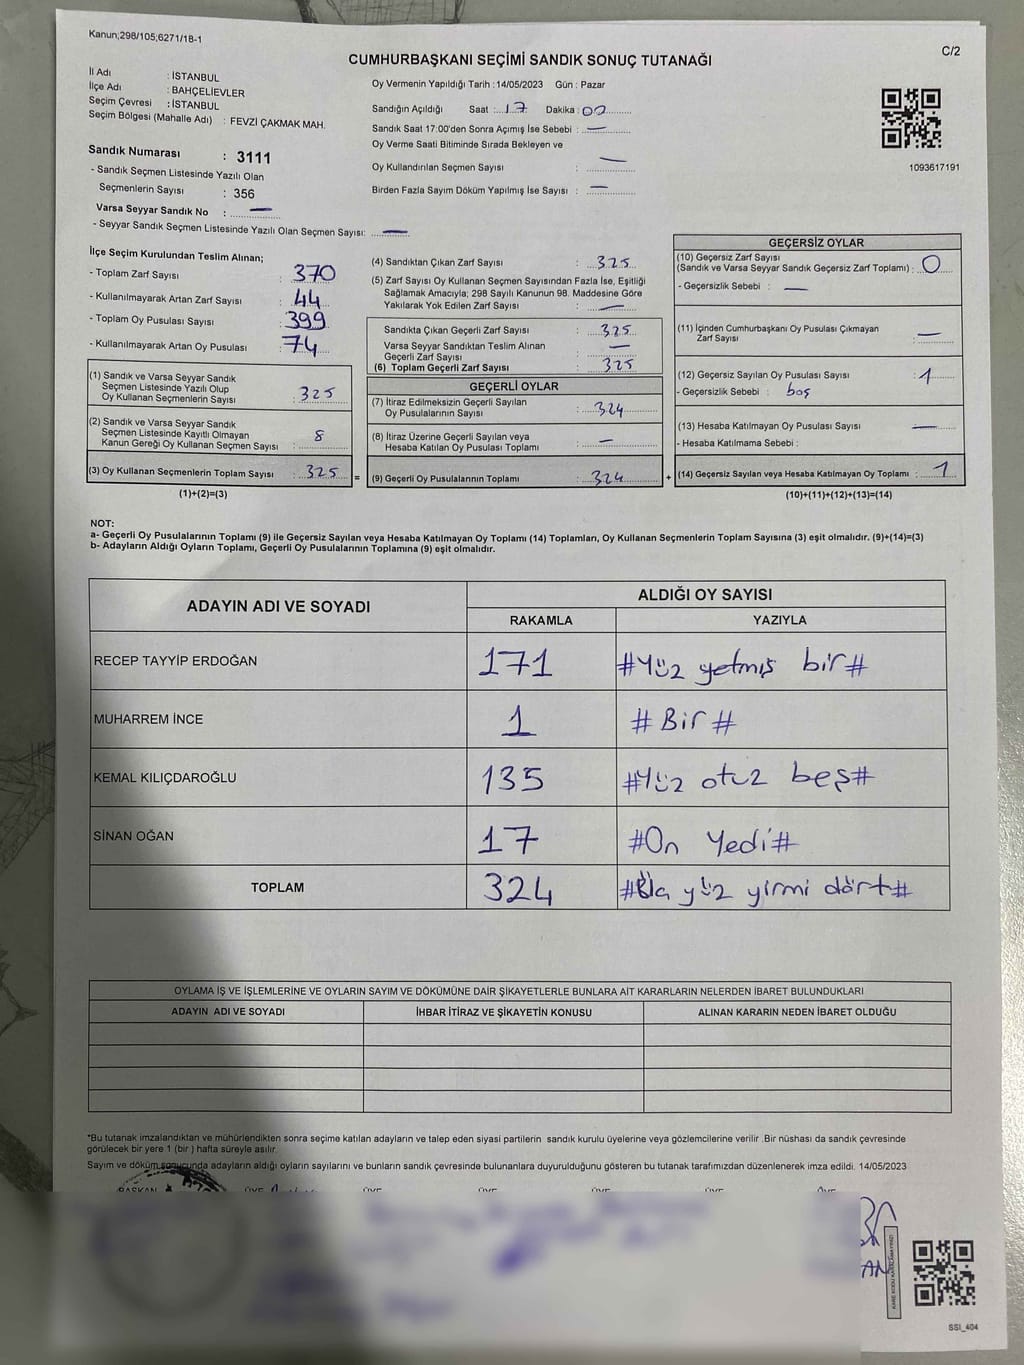 Kanun;298/105;6271/18-1
C/2
CUMHURBAŞKANI SEÇİMİ SANDIK SONUÇ TUTANAĞI
İl Adı : İSTANBUL
İlçe Adı : BAHÇELİEVLER
Seçim Çevresi : İSTANBUL
Seçim Bölgesi (Mahalle Adı) : FEVZİ ÇAKMAK MAH.
Sandık Numarası : 3111
- Sandık Seçmen Listesinde Yazılı Olan
Seçmenlerin Sayısı : 356
Varsa Seyyar Sandık No : —
- Seyyar Sandık Seçmen Listesinde Yazılı Olan Seçmen Sayısı: —
Oy Vermenin Yapıldığı Tarih : 14/05/2023 Gün : Pazar
Sandığın Açıldığı Saat : 17 Dakika : 00
Sandık Saat 17:00'den Sonra Açımış İse Sebebi : —
Oy Verme Saati Bitiminde Sırada Bekleyen ve
Oy Kullandırılan Seçmen Sayısı : —
Birden Fazla Sayım Döküm Yapılmış İse Sayısı : —
1093617191
İlçe Seçim Kurulundan Teslim Alınan;
- Toplam Zarf Sayısı : 370
- Kullanılmayarak Artan Zarf Sayısı : 44
- Toplam Oy Pusulası Sayısı : 399
- Kullanılmayarak Artan Oy Pusulası : 74
(1) Sandık ve Varsa Seyyar Sandık
Seçmen Listesinde Yazılı Olup
Oy Kullanan Seçmenlerin Sayısı : 325
(2) Sandık ve Varsa Seyyar Sandık
Seçmen Listesinde Kayıtlı Olmayan
Kanun Gereği Oy Kullanan Seçmen Sayısı : 8
(3) Oy Kullanan Seçmenlerin Toplam Sayısı : 325 =
(1)+(2)=(3)
(4) Sandıktan Çıkan Zarf Sayısı : 325
(5) Zarf Sayısı Oy Kullanan Seçmen Sayısından Fazla İse, Eşitliği
Sağlamak Amacıyla; 298 Sayılı Kanunun 98. Maddesine Göre
Yakılarak Yok Edilen Zarf Sayısı : —
Sandıkta Çıkan Geçerli Zarf Sayısı : 325
Varsa Seyyar Sandıktan Teslim Alınan
Geçerli Zarf Sayısı : —
(6) Toplam Geçerli Zarf Sayısı : 325
GEÇERLİ OYLAR
(7) İtiraz Edilmeksizin Geçerli Sayılan
Oy Pusulalarının Sayısı : 324
(8) İtiraz Üzerine Geçerli Sayılan veya
Hesaba Katılan Oy Pusulası Toplamı : —
(9) Geçerli Oy Pusulalarının Toplamı : 324 +
GEÇERSİZ OYLAR
(10) Geçersiz Zarf Sayısı
(Sandık ve Varsa Seyyar Sandık Geçersiz Zarf Toplamı) : 0
- Geçersizlik Sebebi : —
(11) İçinden Cumhurbaşkanı Oy Pusulası Çıkmayan
Zarf Sayısı : —
(12) Geçersiz Sayılan Oy Pusulası Sayısı : 1
- Geçersizlik Sebebi : boş
(13) Hesaba Katılmayan Oy Pusulası Sayısı : —
- Hesaba Katılmama Sebebi :
(14) Geçersiz Sayılan veya Hesaba Katılmayan Oy Toplamı : 1
(10)+(11)+(12)+(13)=(14)
NOT:
a- Geçerli Oy Pusulalarının Toplamı (9) ile Geçersiz Sayılan veya Hesaba Katılmayan Oy Toplamı (14) Toplamları, Oy Kullanan Seçmenlerin Toplam Sayısına (3) eşit olmalıdır. (9)+(14)=(3)
b- Adayların Aldığı Oyların Toplamı, Geçerli Oy Pusulalarının Toplamına (9) eşit olmalıdır.
ADAYIN ADI VE SOYADI ALDIĞI OY SAYISI
RAKAMLA YAZIYLA
RECEP TAYYİP ERDOĞAN 171 #Yüz yetmiş bir#
MUHARREM İNCE 1 #Bir#
KEMAL KILIÇDAROĞLU 135 #Yüz otuz beş#
SİNAN OĞAN 17 #On Yedi#
TOPLAM 324 yüz yirmi dört#
OYLAMA İŞ VE İŞLEMLERİNE VE OYLARIN SAYIM VE DÖKÜMÜNE DAİR ŞİKAYETLERLE BUNLARA AİT KARARLARIN NELERDEN İBARET BULUNDUKLARI
ADAYIN ADI VE SOYADI İHBAR İTİRAZ VE ŞİKAYETİN KONUSU ALINAN KARARIN NEDEN İBARET OLDUĞU
*Bu tutanak imzalandıktan ve mühürlendikten sonra seçime katılan adayların ve talep eden siyasi partilerin sandık kurulu üyelerine veya gözlemcilerine verilir .Bir nüshası da sandık çevresinde
görülecek bir yere 1 (bir ) hafta süreyle asılır.
Sayım ve döküm sonucunda adayların aldığı oyların sayılarını ve bunların sandık çevresinde bulunanlara duyurulduğunu gösteren bu tutanak tarafımızdan düzenlenerek imza edildi. 14/05/2023
BAŞKAN ÜYE ÜYE ÜYE ÜYE ÜYE ÜYE
SSI_404